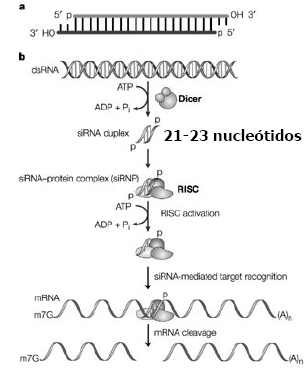 a
5′ p OH 3′
3′ HO p 5′
b
dsRNA
ATP
Dicer
ADP + Pi
siRNA duplex
p
21-23 nucleótidos
p
siRNA–protein complex (siRNP)
p
RISC
ATP
RISC activation
ADP + Pi
p
siRNA-mediated target recognition
mRNA
p
m7G (A)n
mRNA cleavage
m7G (A)n